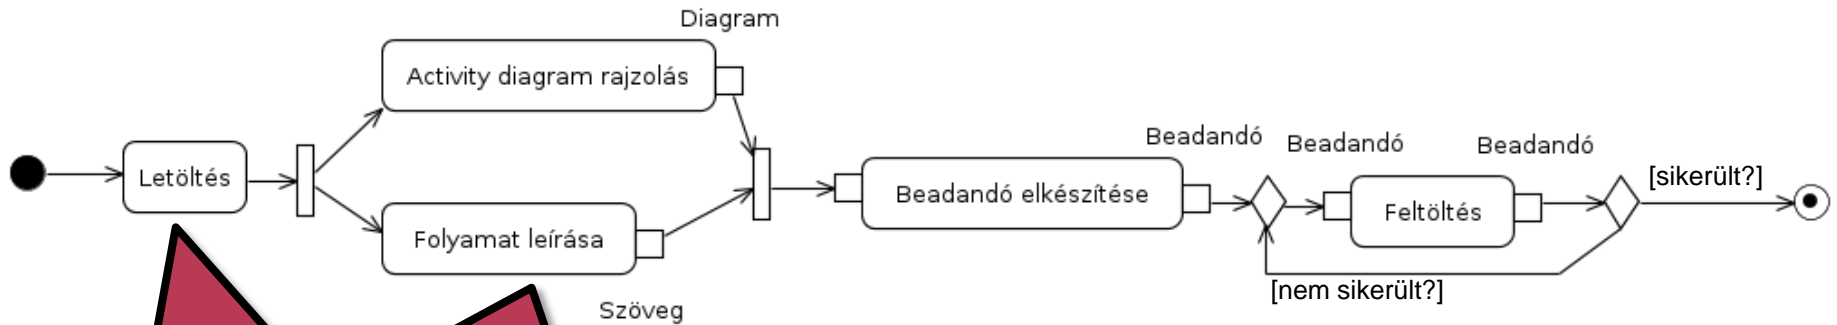 Diagram
Activity diagram rajzolás
Letöltés
Folyamat leírása
Szöveg
Beadandó
Beadandó elkészítése
Beadandó
Feltöltés
Beadandó
[sikerült?]
[nem sikerült?]